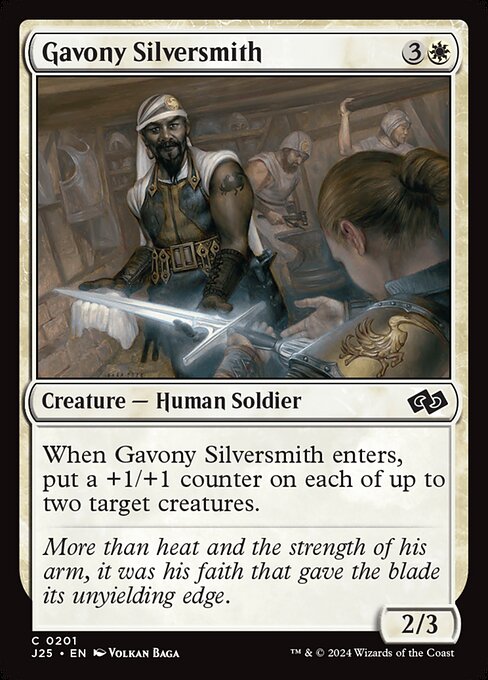 Gavony Silversmith 3
Creature — Human Soldier
When Gavony Silversmith enters,
put a +1/+1 counter on each of up to
two target creatures.
More than heat and the strength of his
arm, it was his faith that gave the blade
its unyielding edge.
2/3
C 0201
J25 • EN VOLKAN BAGA
™ & © 2024 Wizards of the Coast